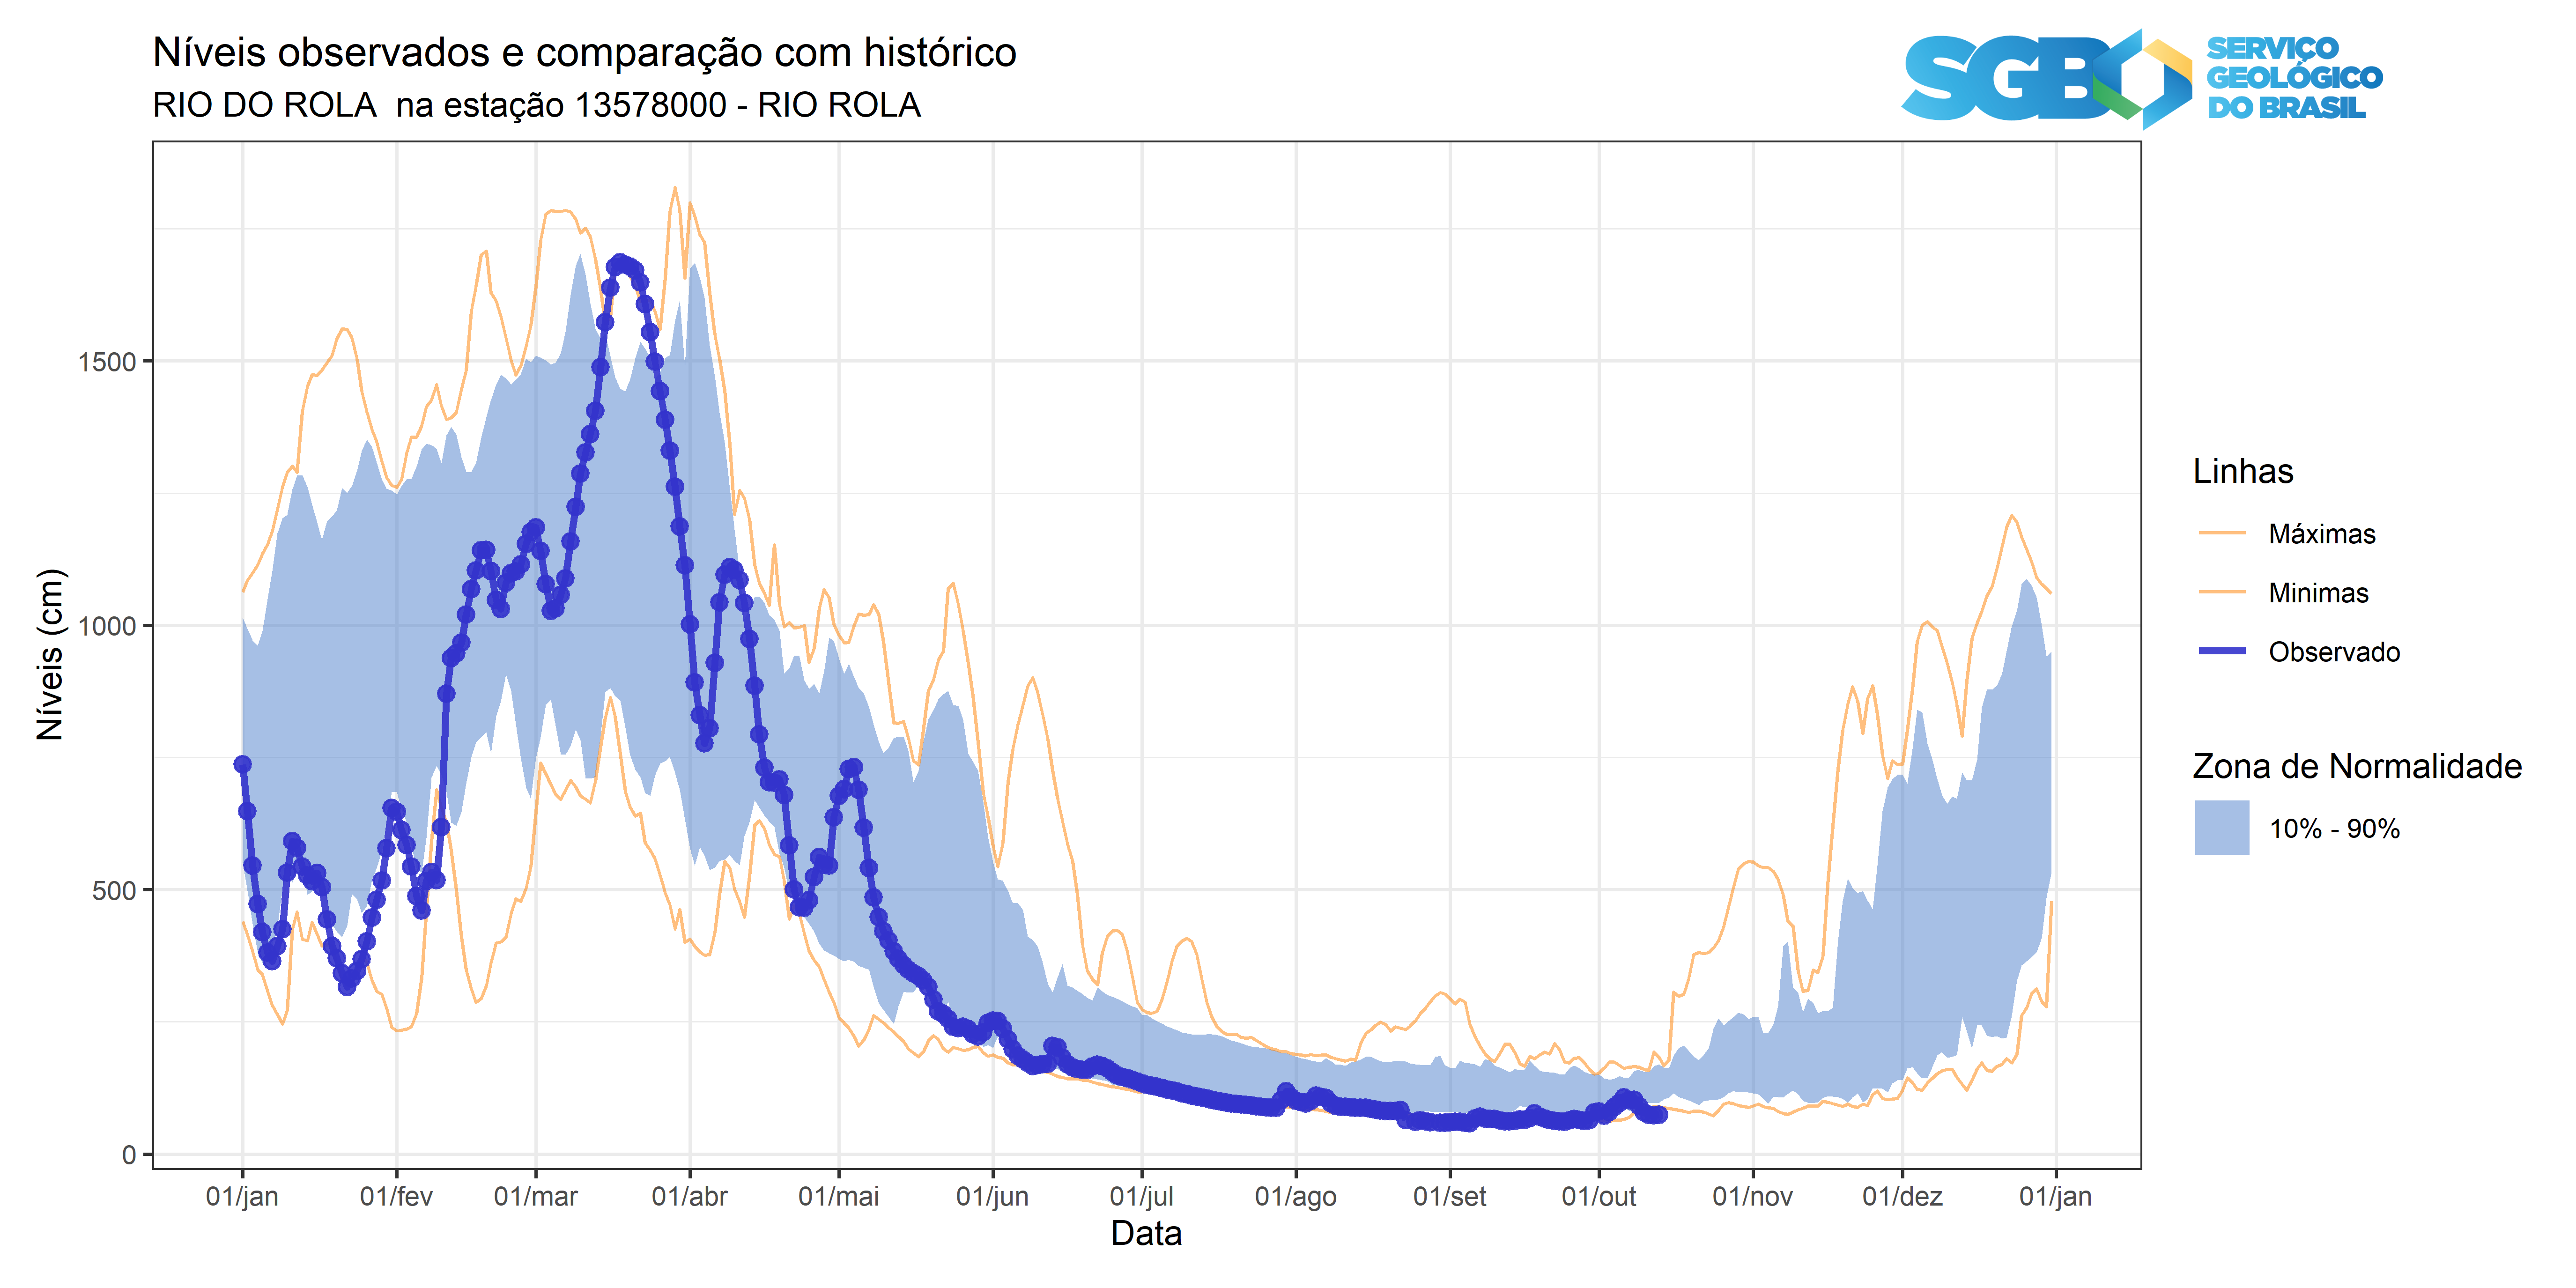 Níveis observados e comparação com histórico
RIO DO ROLA  na estação 13578000 - RIO ROLA
SGB
SERVIÇO
GEOLÓGICO
DO BRASIL
Níveis (cm)
1500
1000
500
0
01/jan
01/fev
01/mar
01/abr
01/mai
01/jun
01/jul
01/ago
01/set
01/out
01/nov
01/dez
01/jan
Data
Linhas
Máximas
Minimas
Observado
Zona de Normalidade
10% - 90%